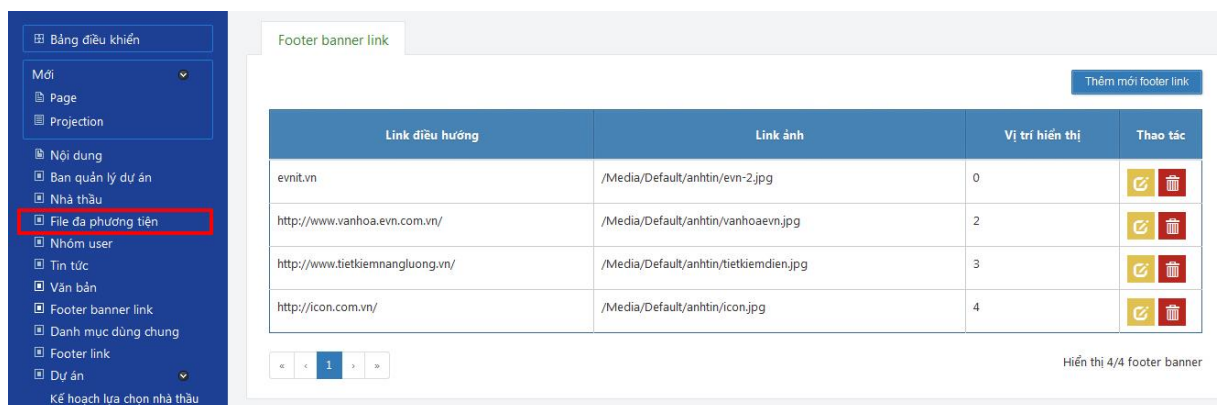 Bảng điều khiển
Mới
Page
Projection
Nội dung
Ban quản lý dự án
Nhà thầu
File đa phương tiện
Nhóm user
Tin tức
Văn bản
Footer banner link
Danh mục dùng chung
Footer link
Dự án
Kế hoạch lựa chọn nhà thầu
Footer banner link
Thêm mới footer link
Link điều hướng Link ảnh Vị trí hiển thị Thao tác
evnit.vn /Media/Default/anhtin/evn-2.jpg 0
http://www.vanhoa.evn.com.vn/ /Media/Default/anhtin/vanhoaevn.jpg 2
http://www.tietkiemnangluong.vn/ /Media/Default/anhtin/tietkiemdien.jpg 3
http://icon.com.vn/ /Media/Default/anhtin/icon.jpg 4
« ‹ 1 › » Hiển thị 4/4 footer banner